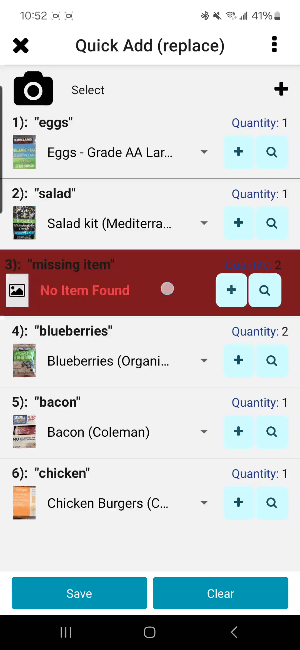 10:52 41%
Quick Add (replace)
Select
1): "eggs" Quantity: 1
Eggs - Grade AA Lar...
2): "salad" Quantity: 1
Salad kit (Mediterra...
3): "missing item" Quantity: 2
No Item Found
4): "blueberries" Quantity: 2
Blueberries (Organi...
5): "bacon" Quantity: 1
Bacon (Coleman)
6): "chicken" Quantity: 1
Chicken Burgers (C...
Save Clear